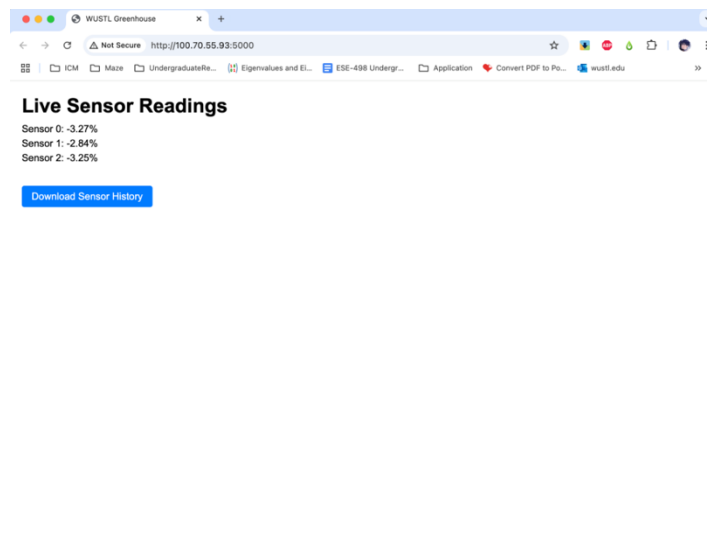 WUSTL Greenhouse
Not Secure http://100.70.55.93:5000
ICM Maze UndergraduateRe... Eigenvalues and Ei... ESE-498 Undergr... Application Convert PDF to Po... wustl.edu »
Live Sensor Readings
Sensor 0: -3.27%
Sensor 1: -2.84%
Sensor 2: -3.25%
Download Sensor History